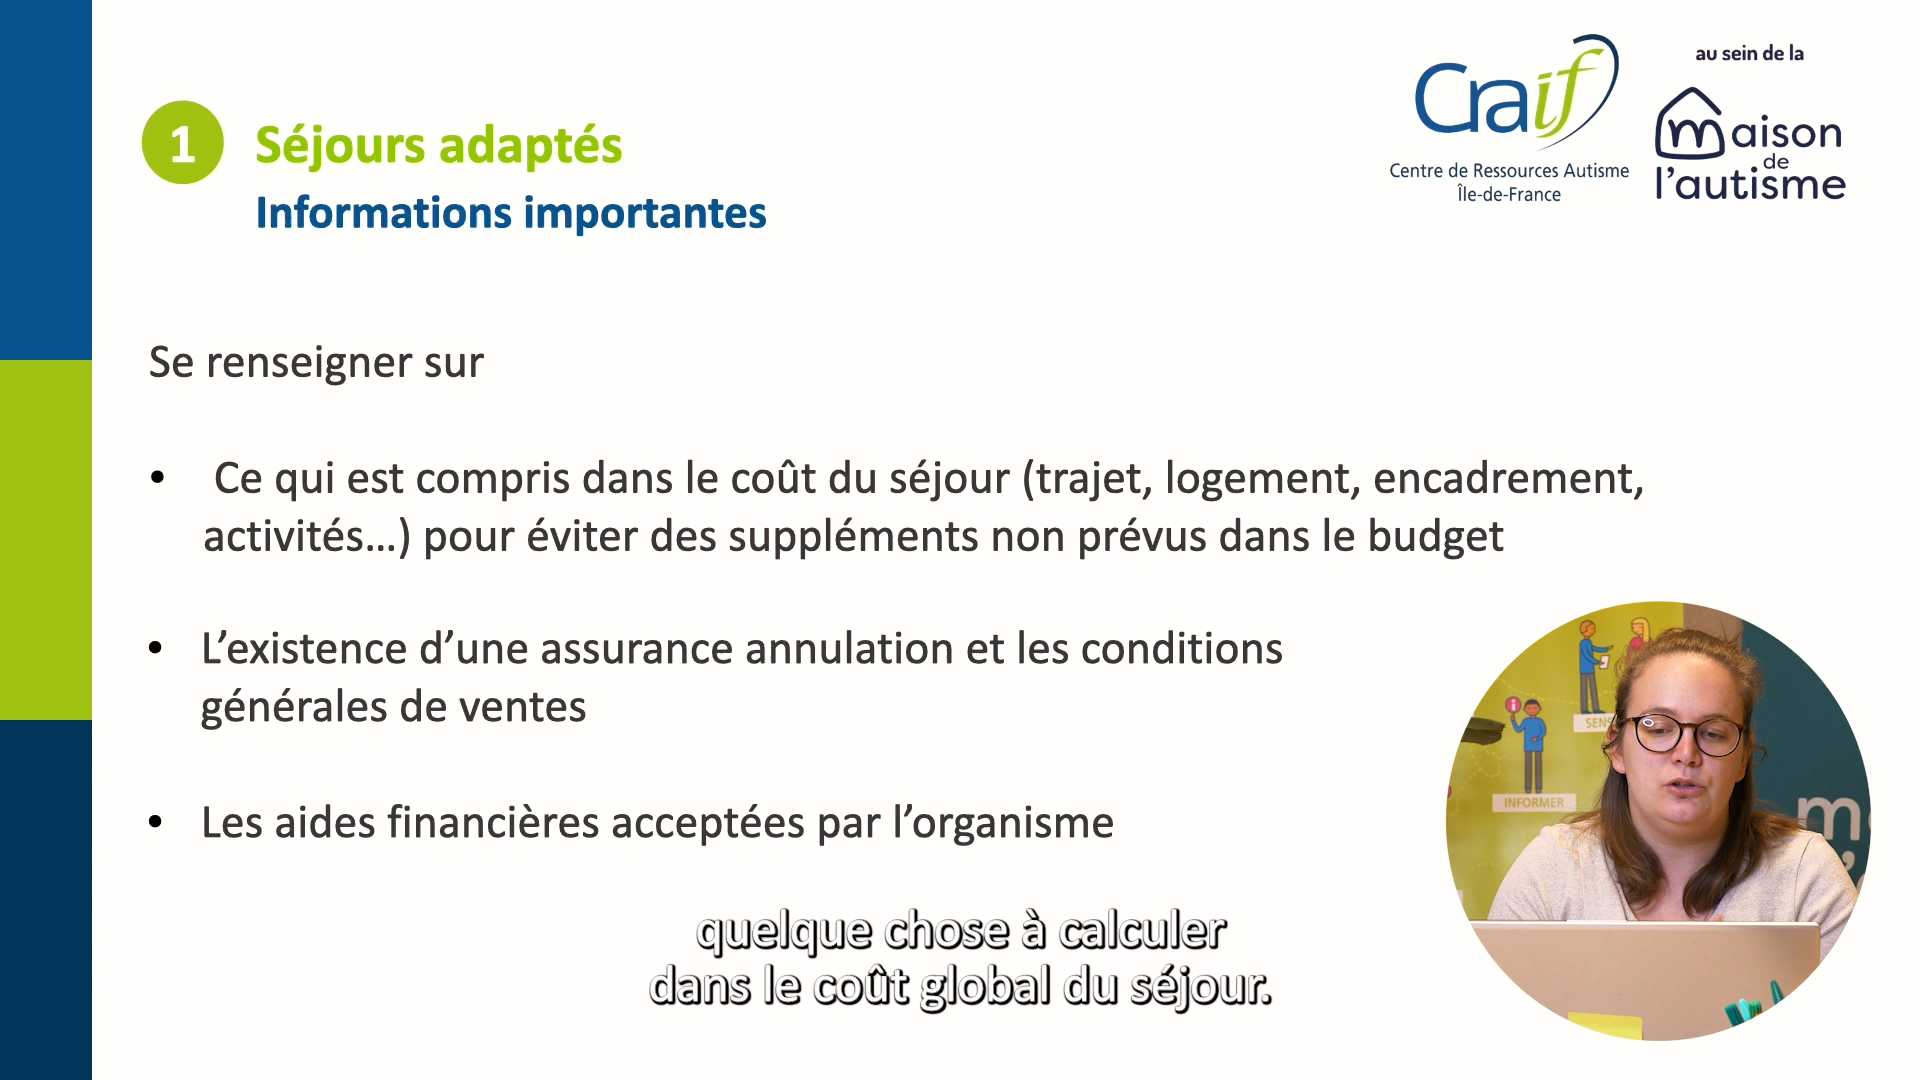 1
Séjours adaptés
Informations importantes
Craif
Centre de Ressources Autisme
Île-de-France
au sein de la
maison
de
l’autisme
Se renseigner sur
• Ce qui est compris dans le coût du séjour (trajet, logement, encadrement,
activités…) pour éviter des suppléments non prévus dans le budget
• L’existence d’une assurance annulation et les conditions
générales de ventes
• Les aides financières acceptées par l’organisme
INFORMER
quelque chose à calculer
dans le coût global du séjour.